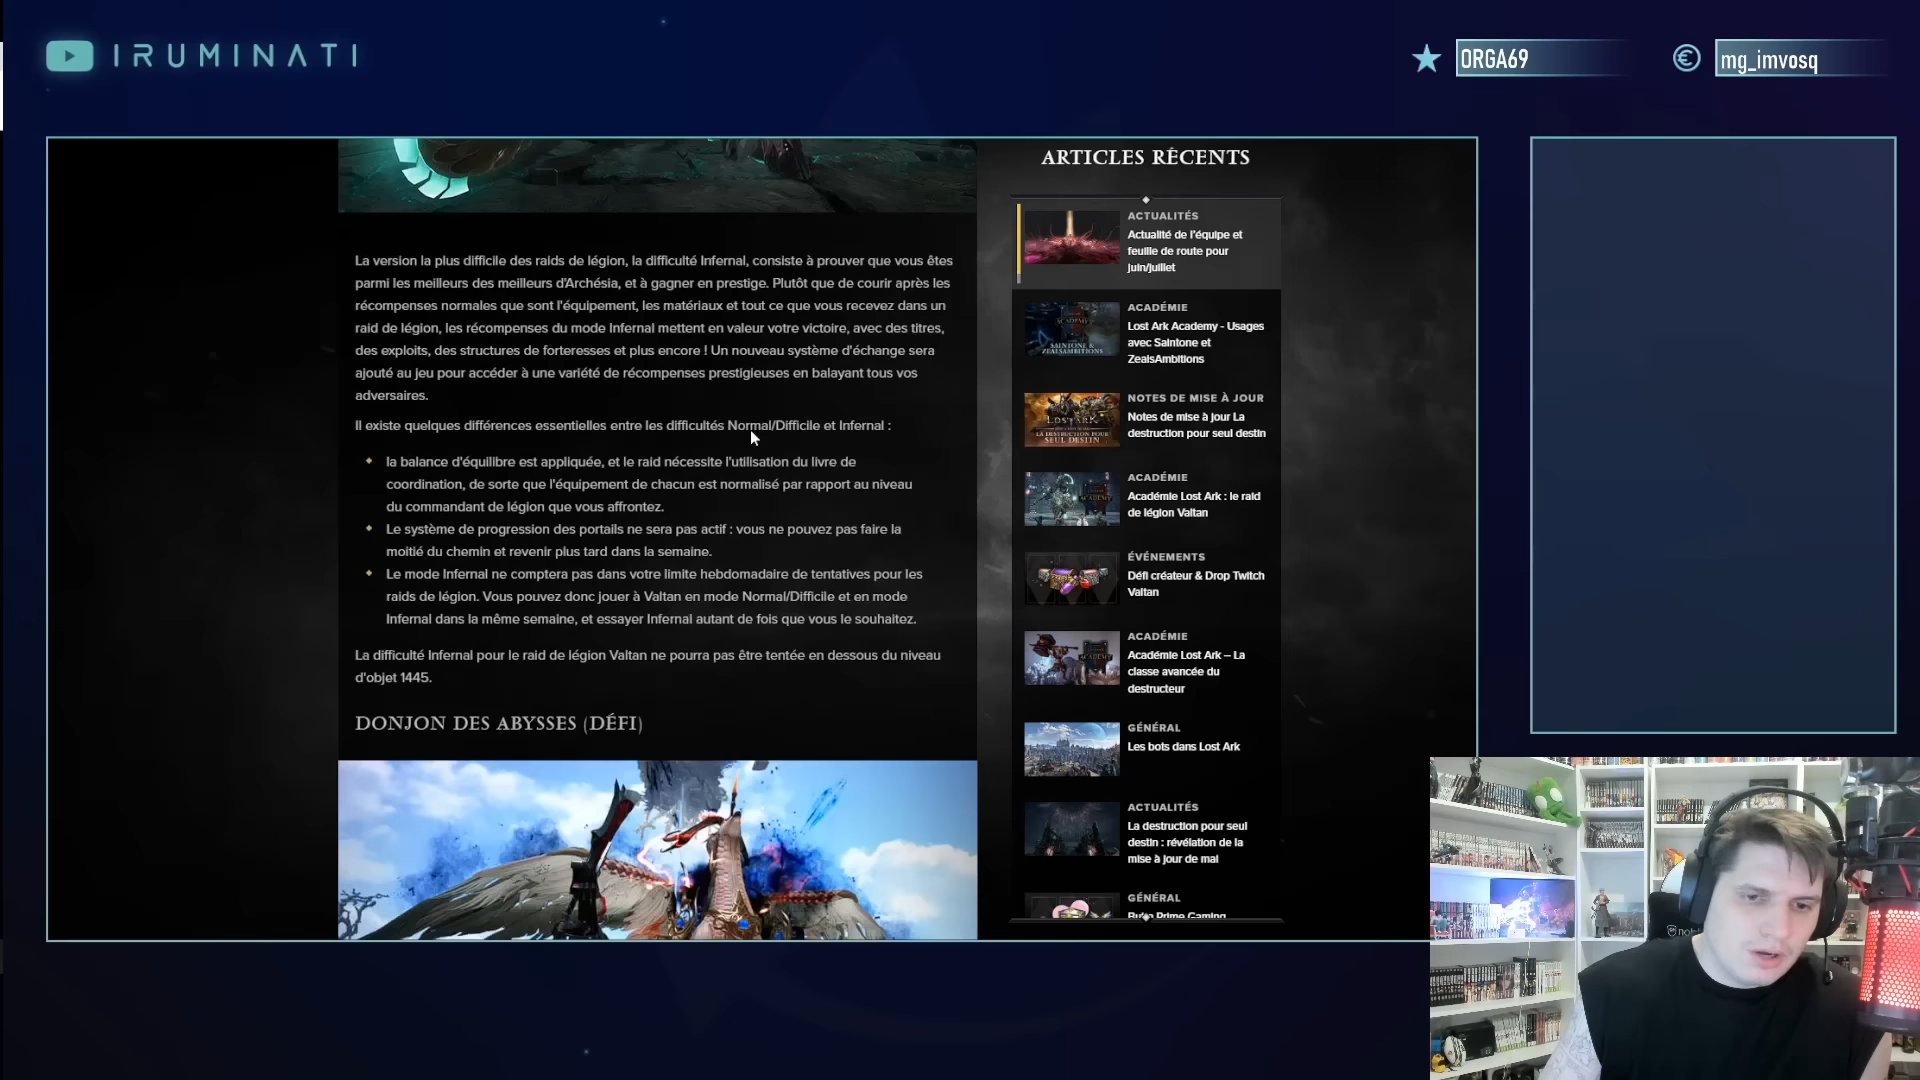 IRUMINATI
ORGA69
mg_imvosq
La version la plus difficile des raids de légion, la difficulté Infernal, consiste à prouver que vous êtes
parmi les meilleurs des meilleurs d'Archésia, et à gagner en prestige. Plutôt que de courir après les
récompenses normales que sont l'équipement, les matériaux et tout ce que vous recevez dans un
raid de légion, les récompenses du mode Infernal mettent en valeur votre victoire, avec des titres,
des exploits, des structures de forteresses et plus encore ! Un nouveau système d'échange sera
ajouté au jeu pour accéder à une variété de récompenses prestigieuses en balayant tous vos
adversaires.
Il existe quelques différences essentielles entre les difficultés Normal/Difficile et Infernal :
la balance d'équilibre est appliquée, et le raid nécessite l'utilisation du livre de
coordination, de sorte que l'équipement de chacun est normalisé par rapport au niveau
du commandant de légion que vous affrontez.
Le système de progression des portails ne sera pas actif : vous ne pouvez pas faire la
moitié du chemin et revenir plus tard dans la semaine.
Le mode Infernal ne comptera pas dans votre limite hebdomadaire de tentatives pour les
raids de légion. Vous pouvez donc jouer à Valtan en mode Normal/Difficile et en mode
Infernal dans la même semaine, et essayer Infernal autant de fois que vous le souhaitez.
La difficulté Infernal pour le raid de légion Valtan ne pourra pas être tentée en dessous du niveau
d'objet 1445.
DONJON DES ABYSSES (DÉFI)
ARTICLES RÉCENTS
ACTUALITÉS
Actualité de l'équipe et
feuille de route pour
juin/juillet
ACADÉMIE
Lost Ark Academy - Usages
avec Saintone et
ZealsAmbitions
SAINTONE &
ZEALSAMBITIONS
NOTES DE MISE À JOUR
Notes de mise à jour La
destruction pour seul destin
LOST ARK
LA DESTRUCTION POUR
SEUL DESTIN
ACADÉMIE
Académie Lost Ark : le raid
de légion Valtan
ÉVÉNEMENTS
Défi créateur & Drop Twitch
Valtan
ACADÉMIE
Académie Lost Ark – La
classe avancée du
destructeur
GÉNÉRAL
Les bots dans Lost Ark
ACTUALITÉS
La destruction pour seul
destin : révélation de la
mise à jour de mai
GÉNÉRAL
Prime Gaming